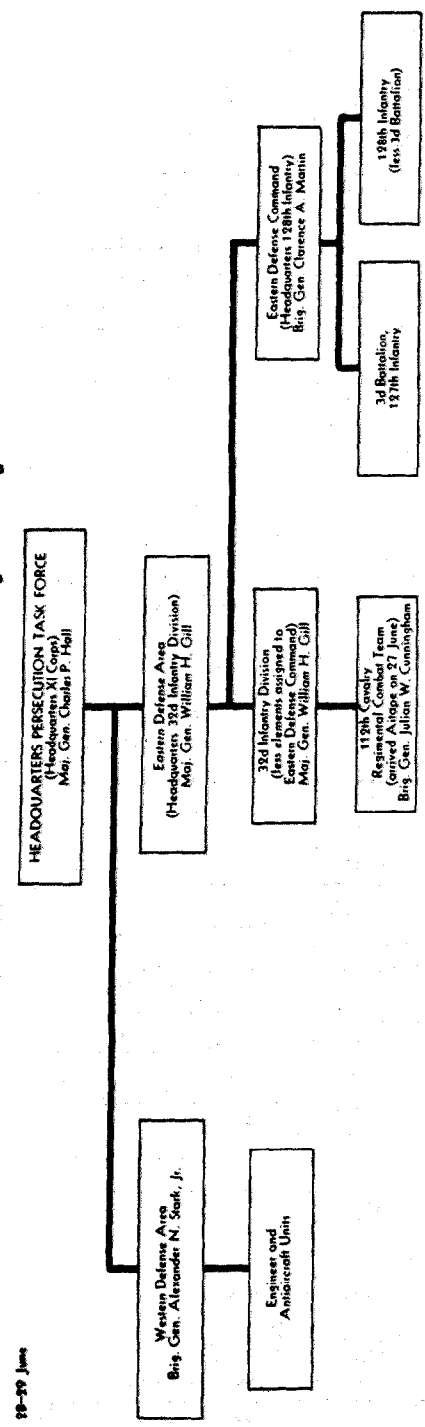 28-29 June
HEADQUARTERS PERSECUTION TASK FORCE
(Headquarters XI Corps)
Maj. Gen. Charles P. Hall
Western Defense Area
Brig. Gen. Alexander N. Stark, Jr.
Eastern Defense Area
(Headquarters 32d Infantry Division)
Maj. Gen. William H. Gill
Engineer and
Antiaircraft Units
32d Infantry Division
(less elements assigned to
Eastern Defense Command)
Maj. Gen. William H. Gill
Eastern Defense Command
(Headquarters 128th Infantry)
Brig. Gen Clarence A. Martin
112th Cavalry
Regimental Combat Team
(arrived Aitape on 27 June)
Brig. Gen. Julian W. Cunningham
3d Battalion,
127th Infantry
128th Infantry
(less 3d Battalion)